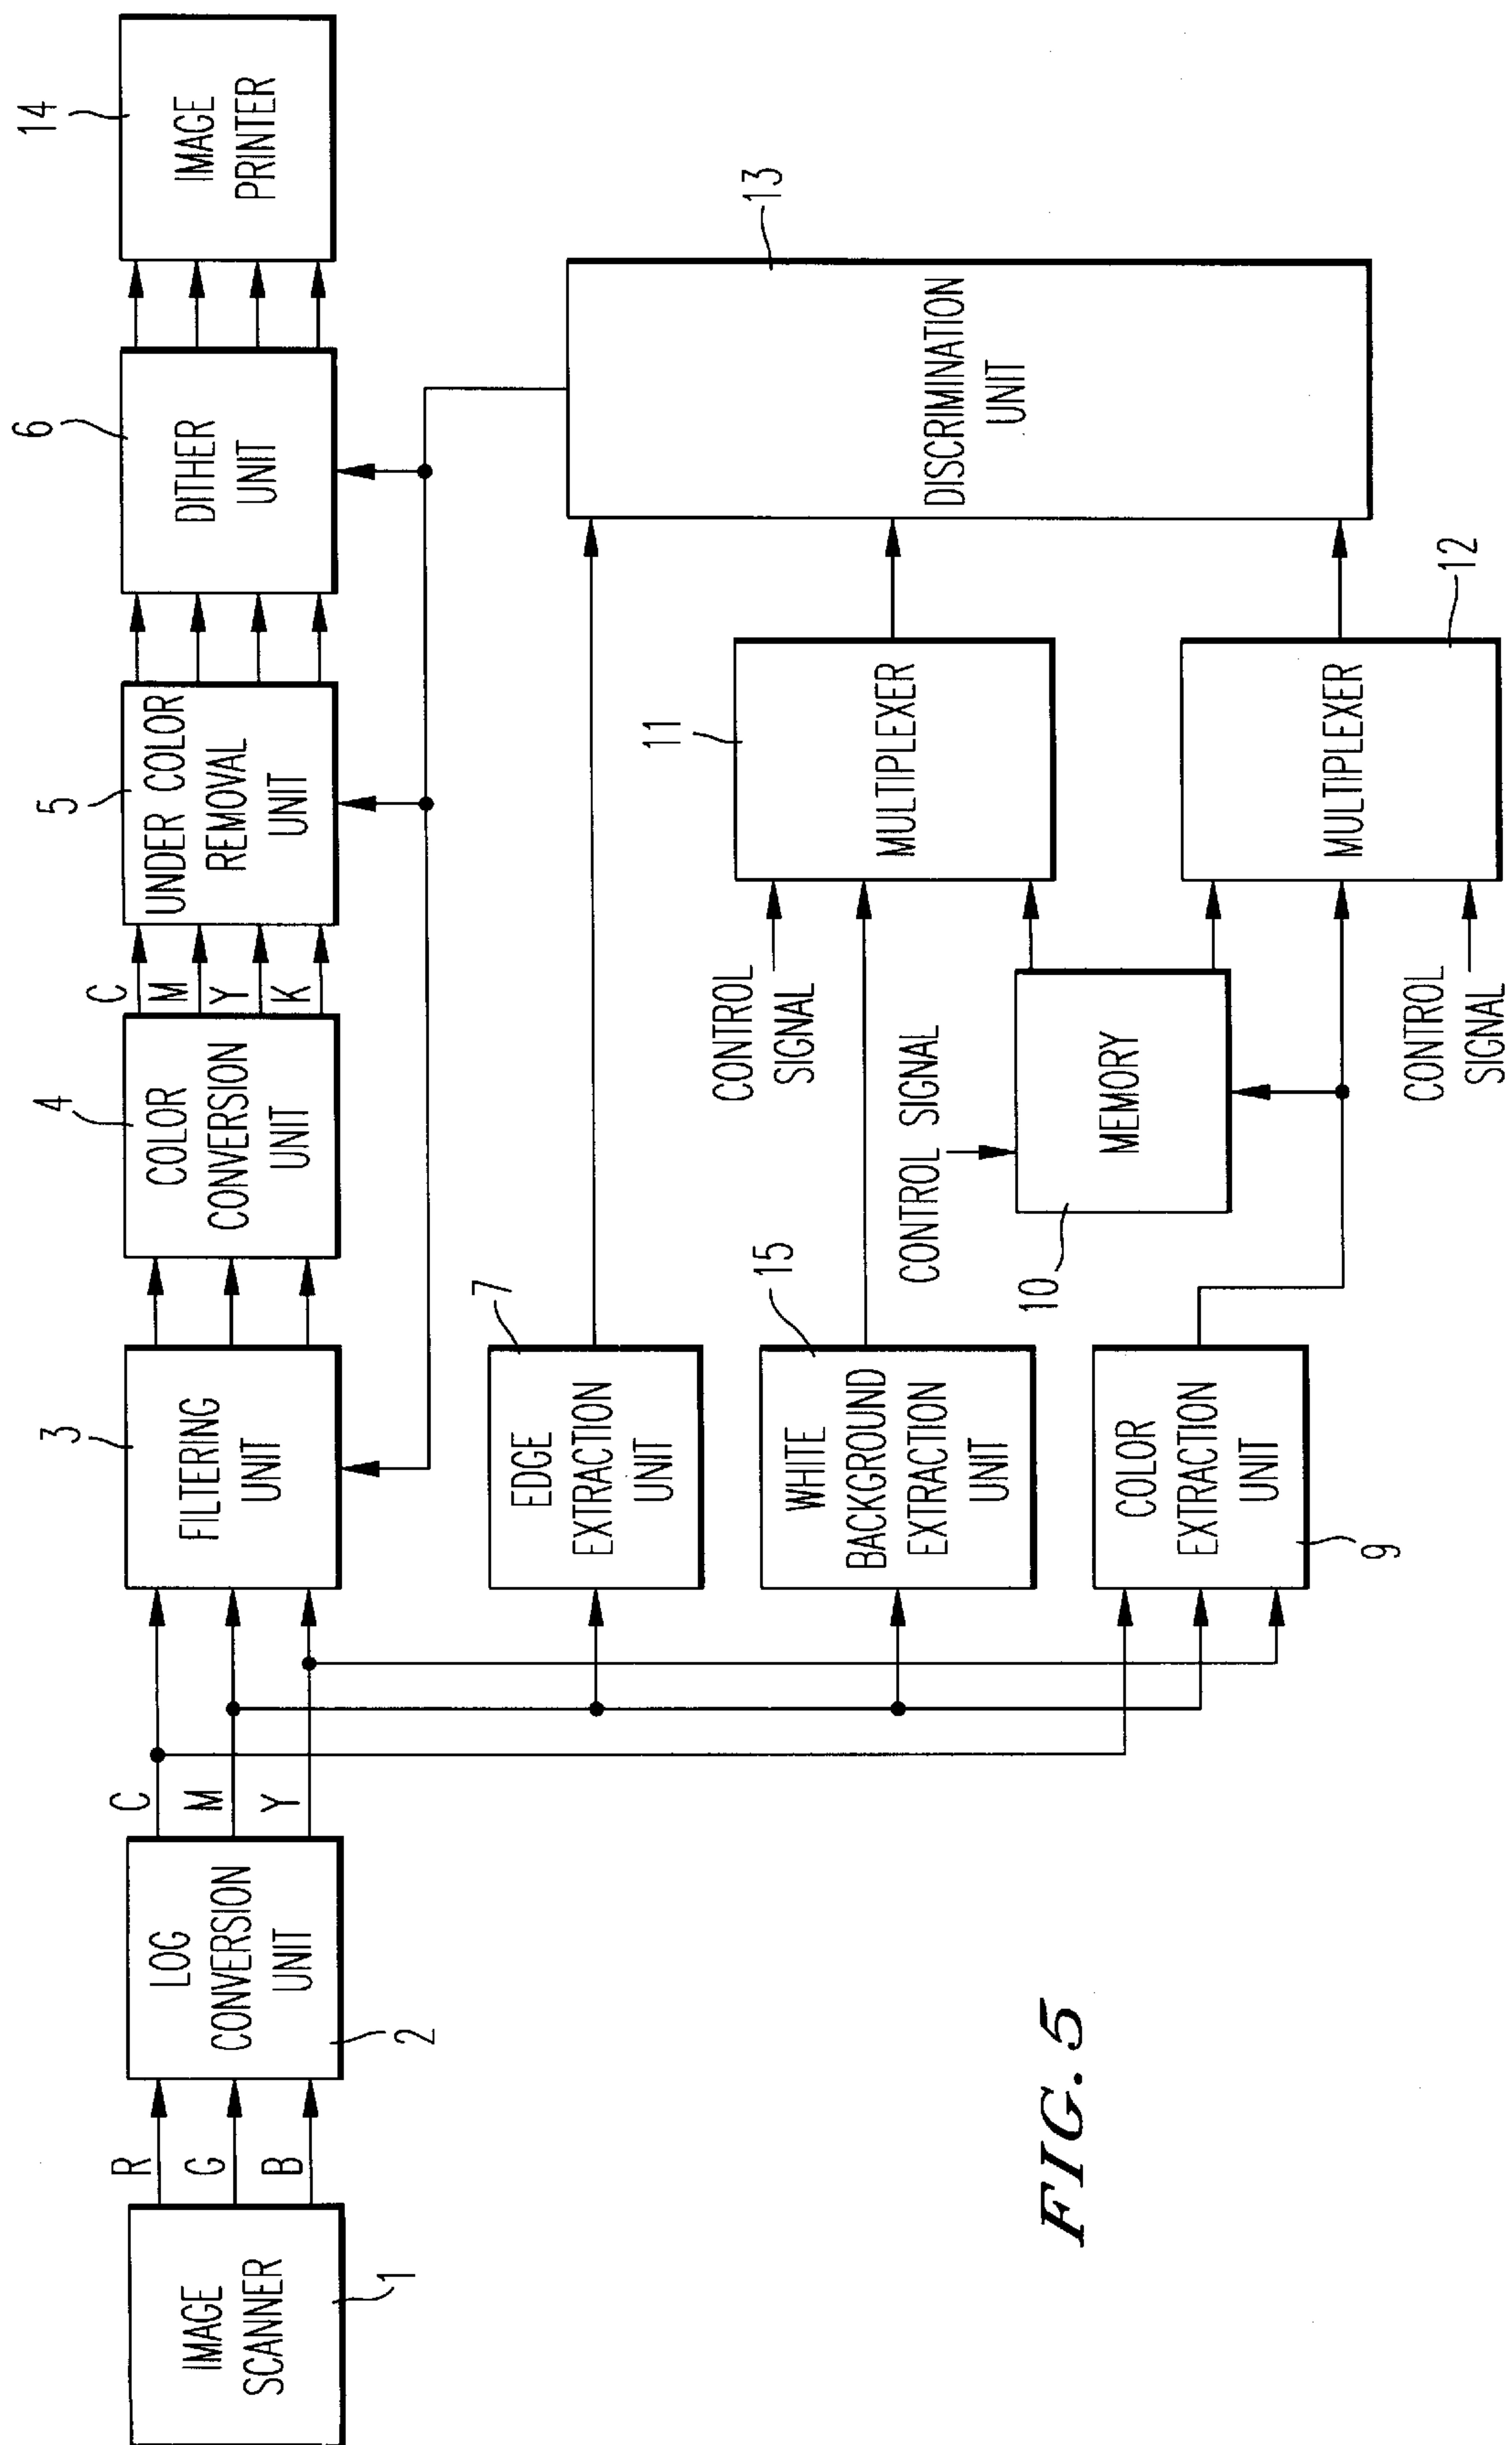 IMAGE
SCANNER
1
R
G
B
LOG
CONVERSION
UNIT
2
C
M
Y
FILTERING
UNIT
3
COLOR
CONVERSION
UNIT
4
C
M
Y
K
UNDER COLOR
REMOVAL
UNIT
5
DITHER
UNIT
6
IMAGE
PRINTER
14
EDGE
EXTRACTION
UNIT
7
WHITE
BACKGROUND
EXTRACTION
UNIT
15
COLOR
EXTRACTION
UNIT
9
CONTROL SIGNAL
MEMORY
10
CONTROL
SIGNAL
MULTIPLEXER
11
CONTROL
SIGNAL
MULTIPLEXER
12
DISCRIMINATION
UNIT
13
FIG. 5